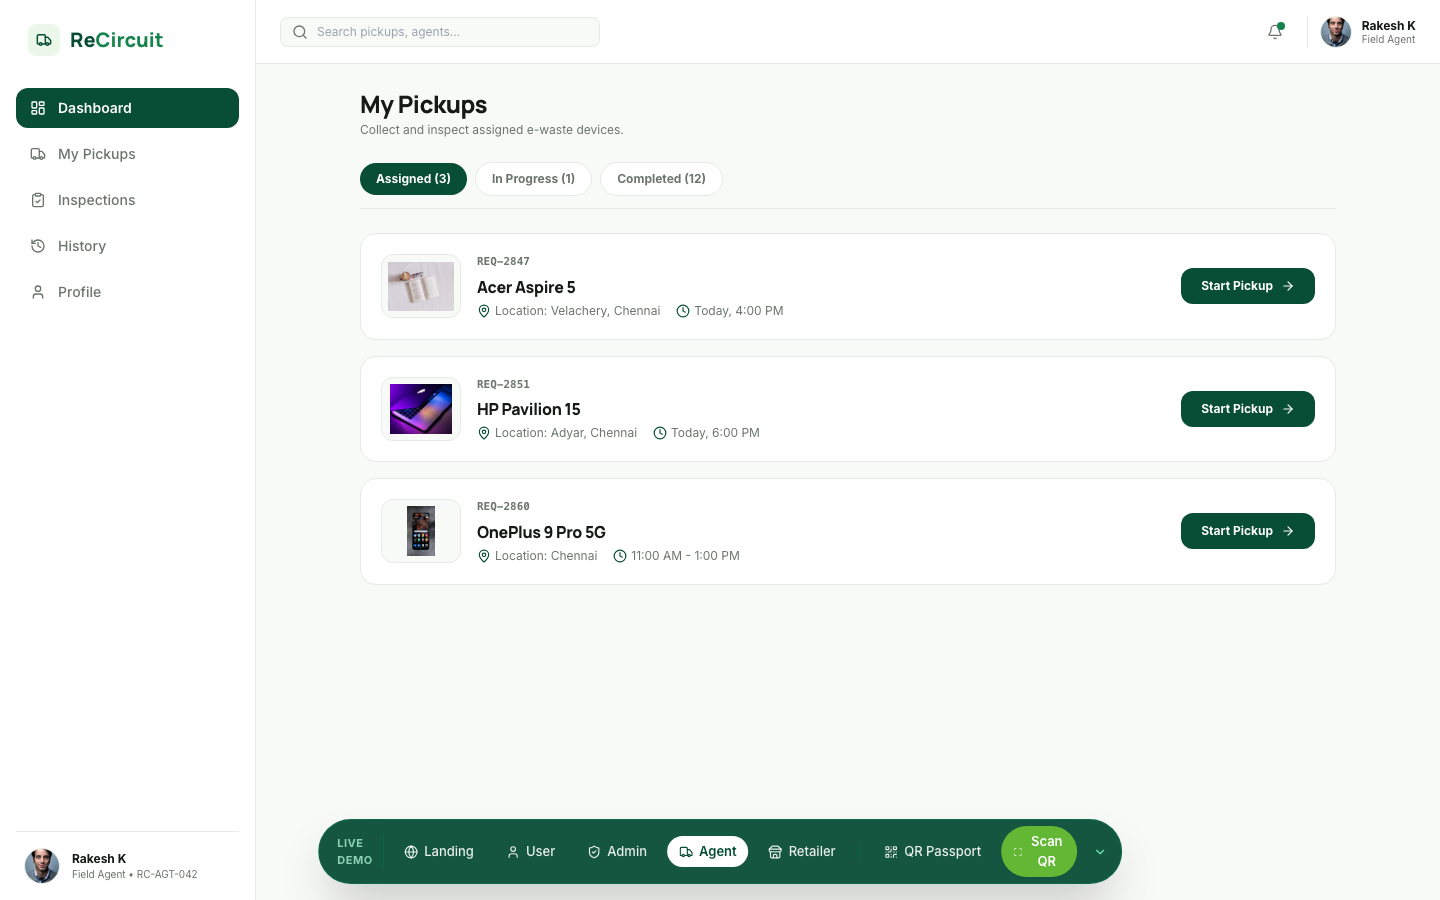 ReCircuit
Search pickups, agents...
Rakesh K
Field Agent
Dashboard
My Pickups
Inspections
History
Profile
My Pickups
Collect and inspect assigned e-waste devices.
Assigned (3)
In Progress (1)
Completed (12)
REQ-2847
Acer Aspire 5
Location: Velachery, Chennai
Today, 4:00 PM
Start Pickup
REQ-2851
HP Pavilion 15
Location: Adyar, Chennai
Today, 6:00 PM
Start Pickup
REQ-2860
OnePlus 9 Pro 5G
Location: Chennai
11:00 AM - 1:00 PM
Start Pickup
Rakesh K
Field Agent • RC-AGT-042
LIVE
DEMO
Landing
User
Admin
Agent
Retailer
QR Passport
Scan
QR